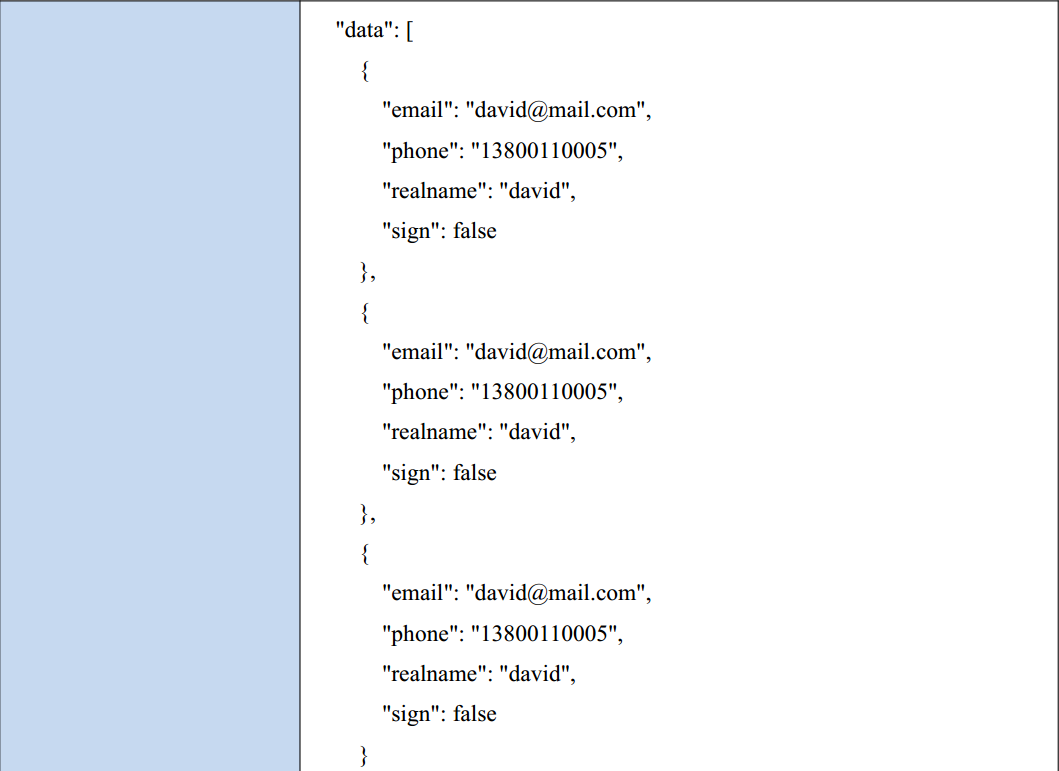 "data": [
{
"email": "david@mail.com",
"phone": "13800110005",
"realname": "david",
"sign": false
},
{
"email": "david@mail.com",
"phone": "13800110005",
"realname": "david",
"sign": false
},
{
"email": "david@mail.com",
"phone": "13800110005",
"realname": "david",
"sign": false
}